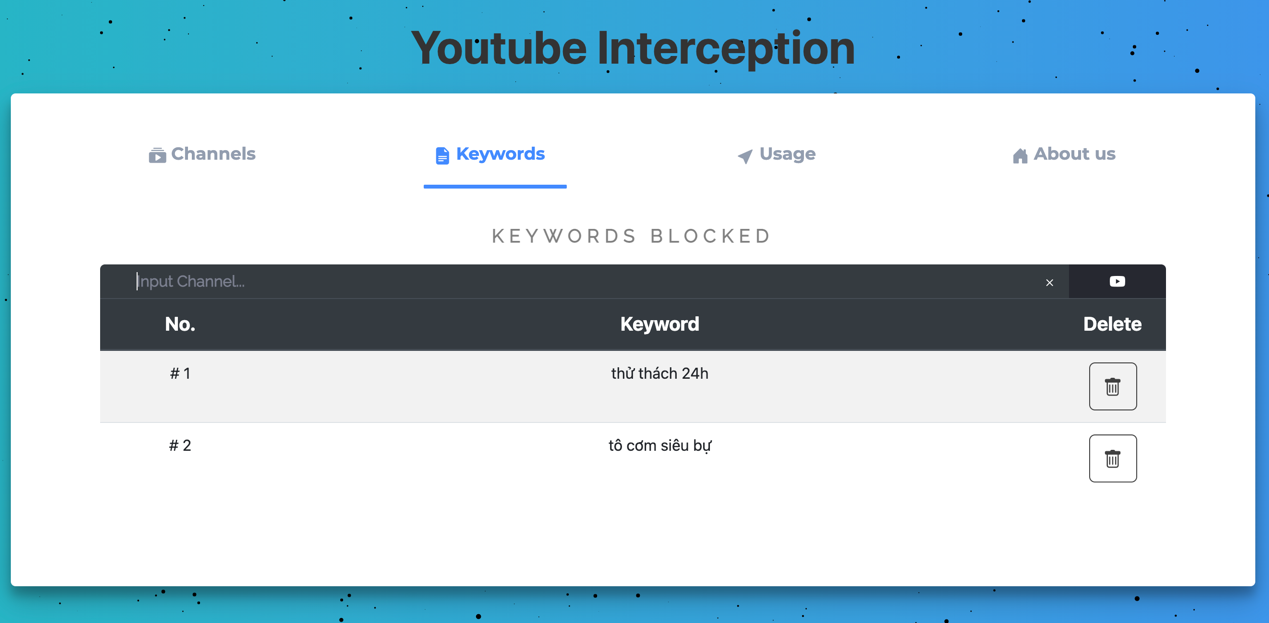 Youtube Interception
Channels
Keywords
Usage
About us
KEYWORDS BLOCKED
Input Channel...
×
No. Keyword Delete
# 1 thử thách 24h
# 2 tô cơm siêu bự